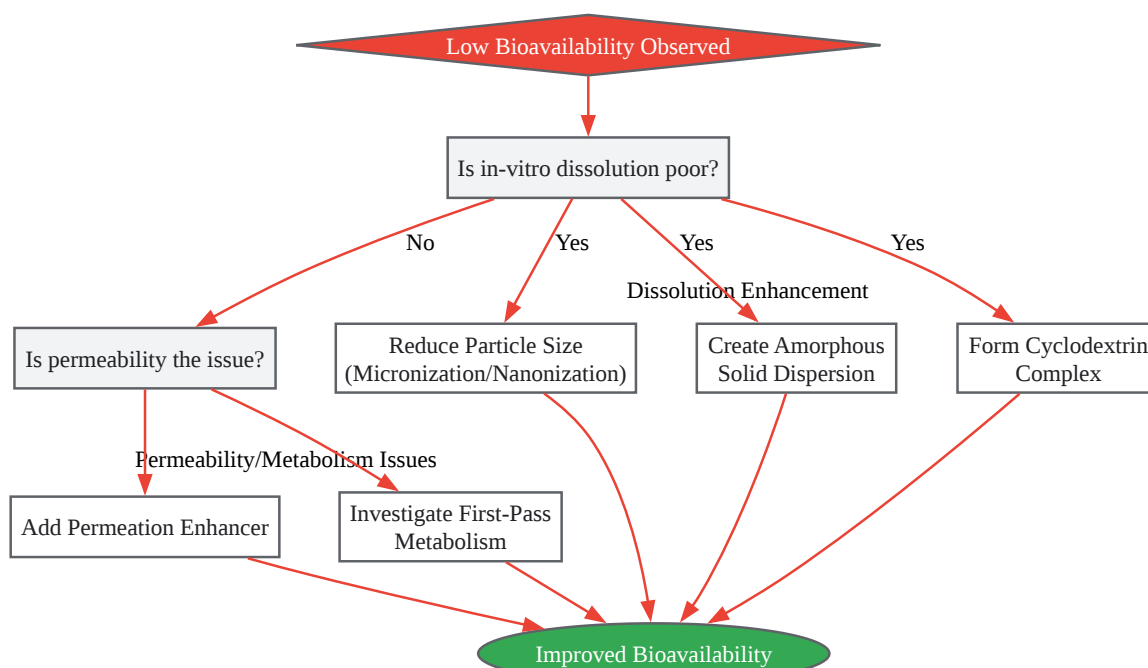 Low Bioavailability Observed
Is in-vitro dissolution poor?
No
Yes
Yes
Yes
Dissolution Enhancement
Is permeability the issue?
Reduce Particle Size
(Micronization/Nanonization)
Create Amorphous
Solid Dispersion
Form Cyclodextrin
Complex
Permeability/Metabolism Issues
Add Permeation Enhancer
Investigate First-Pass
Metabolism
Improved Bioavailability